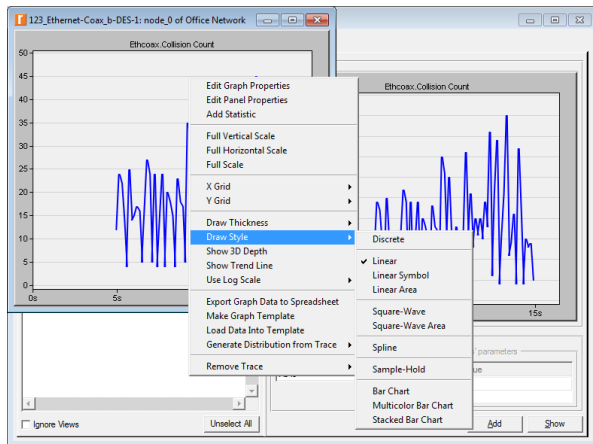 123_Ethernet-Coax_b-DES-1: node_0 of Office Network
Ethcoax.Collision Count
50
45
40
35
30
25
20
15
10
5
0
0s
5s
Edit Graph Properties
Edit Panel Properties
Add Statistic
Full Vertical Scale
Full Horizontal Scale
Full Scale
X Grid
Y Grid
Draw Thickness
Draw Style
Show 3D Depth
Show Trend Line
Use Log Scale
Export Graph Data to Spreadsheet
Make Graph Template
Load Data Into Template
Generate Distribution from Trace
Remove Trace
Discrete
Linear
Linear Symbol
Linear Area
Square-Wave
Square-Wave Area
Spline
Sample-Hold
Bar Chart
Multicolor Bar Chart
Stacked Bar Chart
Ethcoax.Collision Count
15s
parameters
Ignore Views
Unselect All
Add
Show